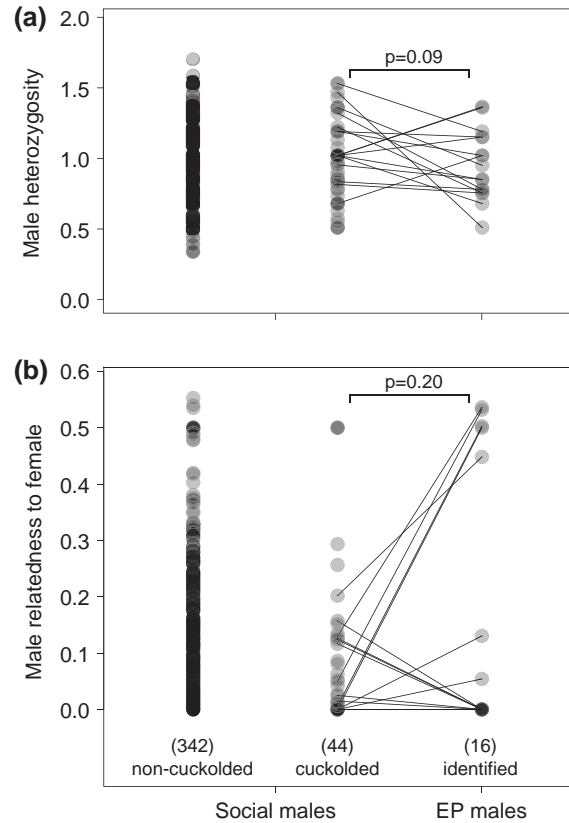 (a)
2.0
p=0.09
1.5
1.0
0.5
0.0
Male heterozygosity
(b)
0.6
p=0.20
0.5
0.4
0.3
0.2
0.1
0.0
Male relatedness to female
(342) (44) (16)
non-cuckolded cuckolded identified
Social males EP males